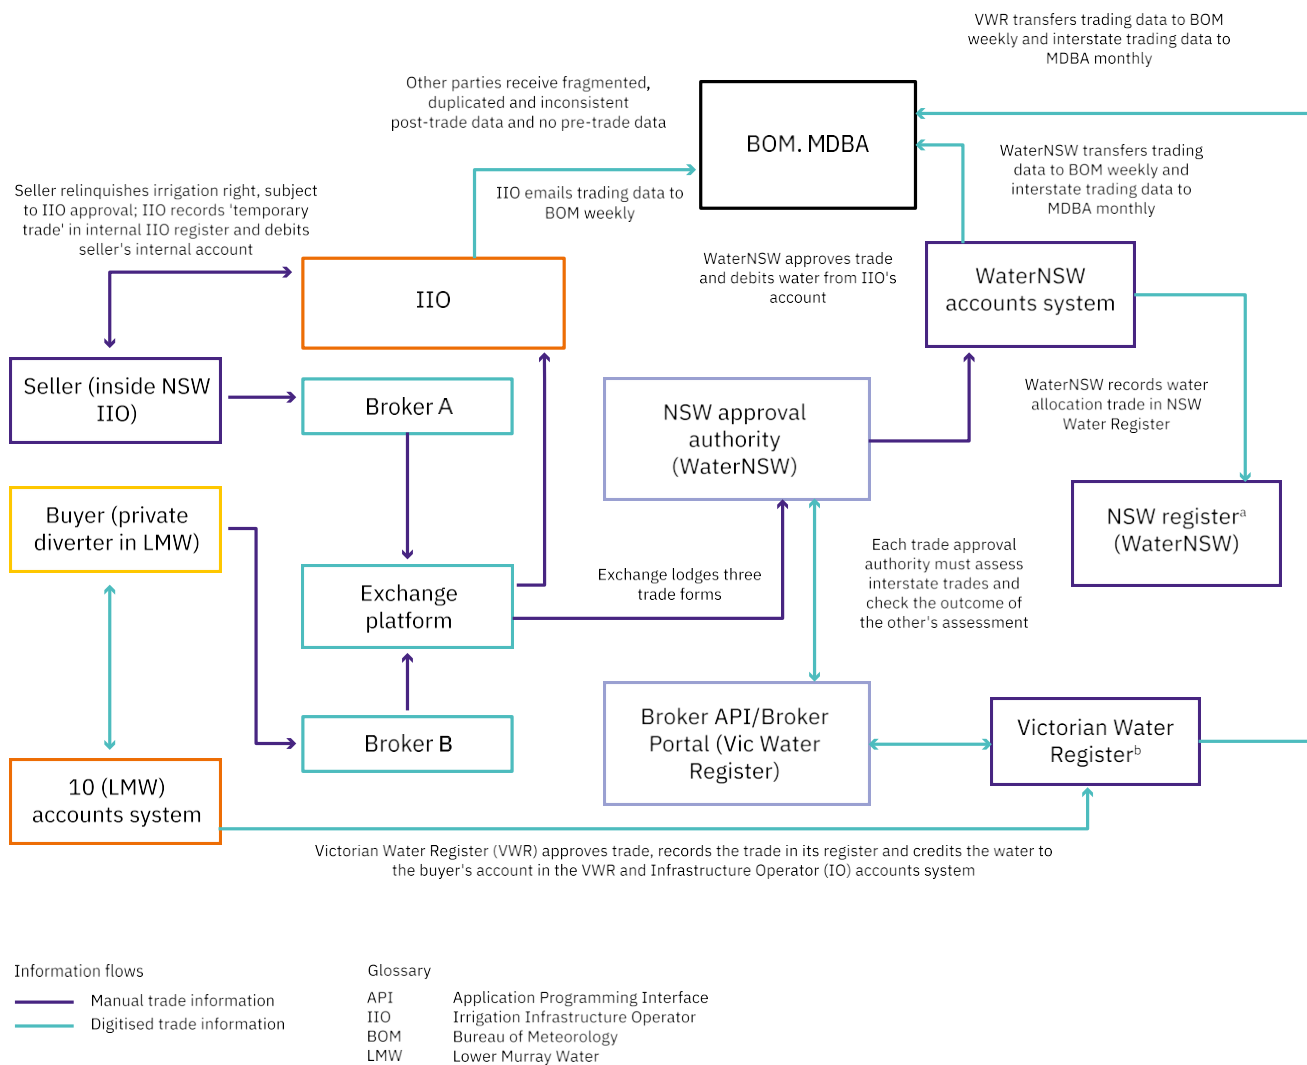 VWR transfers trading data to BOM
weekly and interstate trading data to
MDBA monthly
Other parties receive fragmented,
duplicated and inconsistent
post-trade data and no pre-trade data
BOM. MDBA
WaterNSW transfers trading
data to BOM weekly and
interstate trading data to
MDBA monthly
Seller relinquishes irrigation right, subject
to IIO approval; IIO records 'temporary
trade' in internal IIO register and debits
seller's internal account
IIO emails trading data to
BOM weekly
WaterNSW approves trade
and debits water from IIO's
account
IIO
WaterNSW
accounts system
Seller (inside NSW
IIO)
Broker A
NSW approval
authority
(WaterNSW)
WaterNSW records water
allocation trade in NSW
Water Register
Buyer (private
diverter in LMW)
NSW registerᵃ
(WaterNSW)
Exchange
platform
Exchange lodges three
trade forms
Each trade approval
authority must assess
interstate trades and
check the outcome of
the other's assessment
Broker B
Broker API/Broker
Portal (Vic Water
Register)
Victorian Water
Registerᵇ
10 (LMW)
accounts system
Victorian Water Register (VWR) approves trade, records the trade in its register and credits the water to
the buyer's account in the VWR and Infrastructure Operator (IO) accounts system
Information flows
Manual trade information
Digitised trade information
Glossary
API Application Programming Interface
IIO Irrigation Infrastructure Operator
BOM Bureau of Meteorology
LMW Lower Murray Water